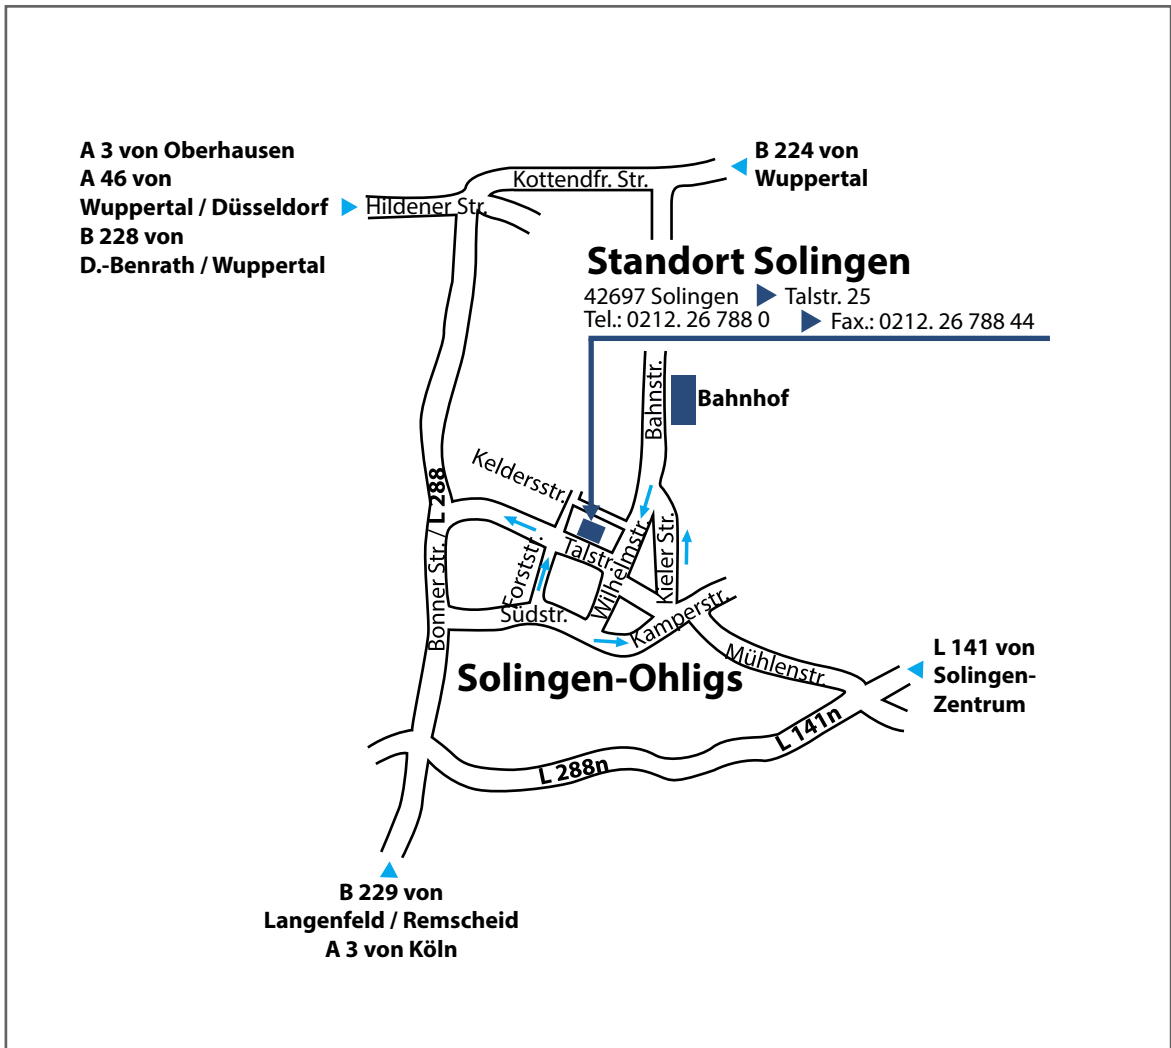 A 3 von Oberhausen
A 46 von
Wuppertal / Düsseldorf
B 228 von
D.-Benrath / Wuppertal
Hildener Str.
Kottendfr. Str.
B 224 von
Wuppertal
Standort Solingen
42697 Solingen Talstr. 25
Tel.: 0212. 26 788 0 Fax.: 0212. 26 788 44
Bahnstr.
Bahnhof
Keldersstr.
Bonner Str. / L 288
Forststr.
Talstr.
Wilhelmstr.
Kieler Str.
Südstr.
Kamperstr.
Mühlenstr.
Solingen-Ohligs
L 141 von
Solingen-
Zentrum
L 141n
L 288n
B 229 von
Langenfeld / Remscheid
A 3 von Köln